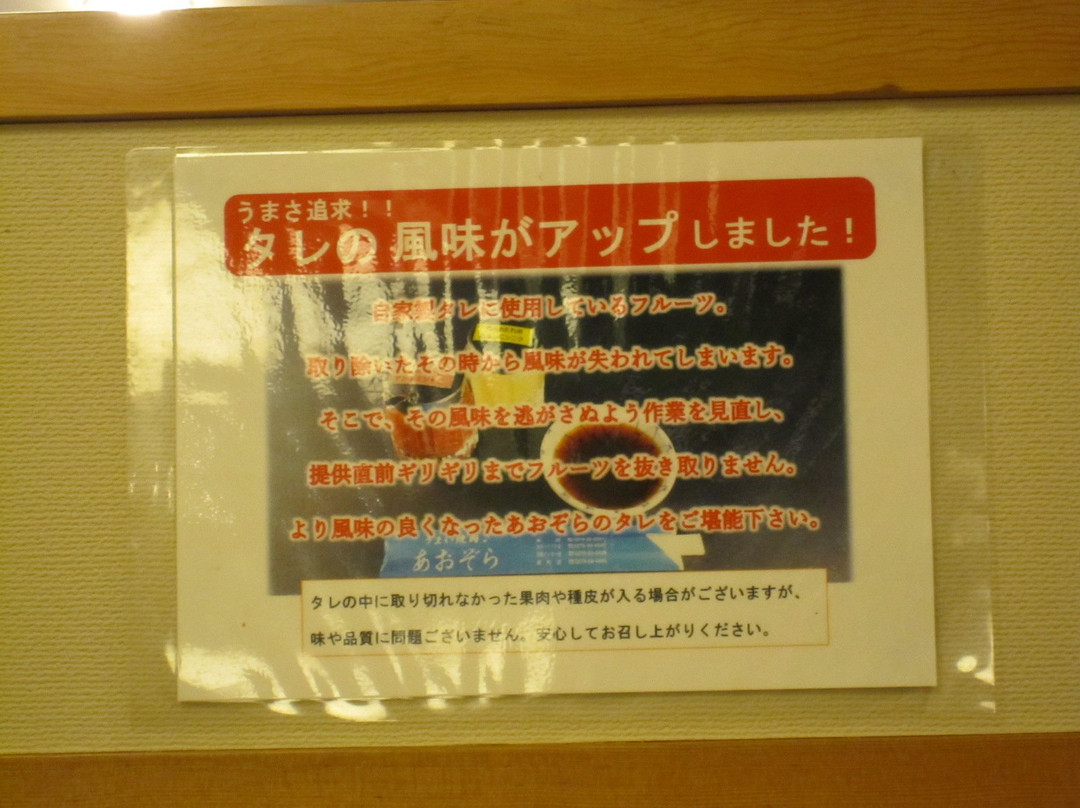 うまさ追求！！
タレの風味がアップしました！
自家製タレに使用しているフルーツ。
取り除いたその時から風味が失われてしまいます。
そこで、その風味を逃がさぬよう作業を見直し、
提供直前ギリギリまでフルーツを抜き取りません。
より風味の良くなったあおぞらのタレをご堪能下さい。
あおぞら
タレの中に取り切れなかった果肉や種皮が入る場合がございますが、
味や品質に問題ございません。安心してお召し上がりください。